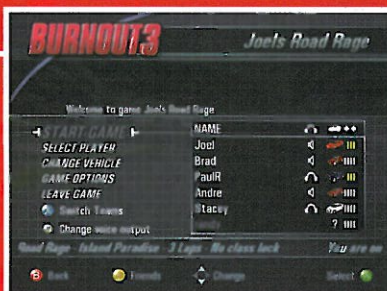 BURNOUT3
Joel's Road Rage
Welcome to game Joel's Road Rage
START GAME
SELECT PLAYER
CHANGE VEHICLE
GAME OPTIONS
LEAVE GAME
Switch Teams
Change voice output
NAME
Joel
Brad
PaulR
Andre
Stacey
?
Road Rage - Island Paradise - 3 Laps - No class lock
You are on
B Back
Friends
Change
Select